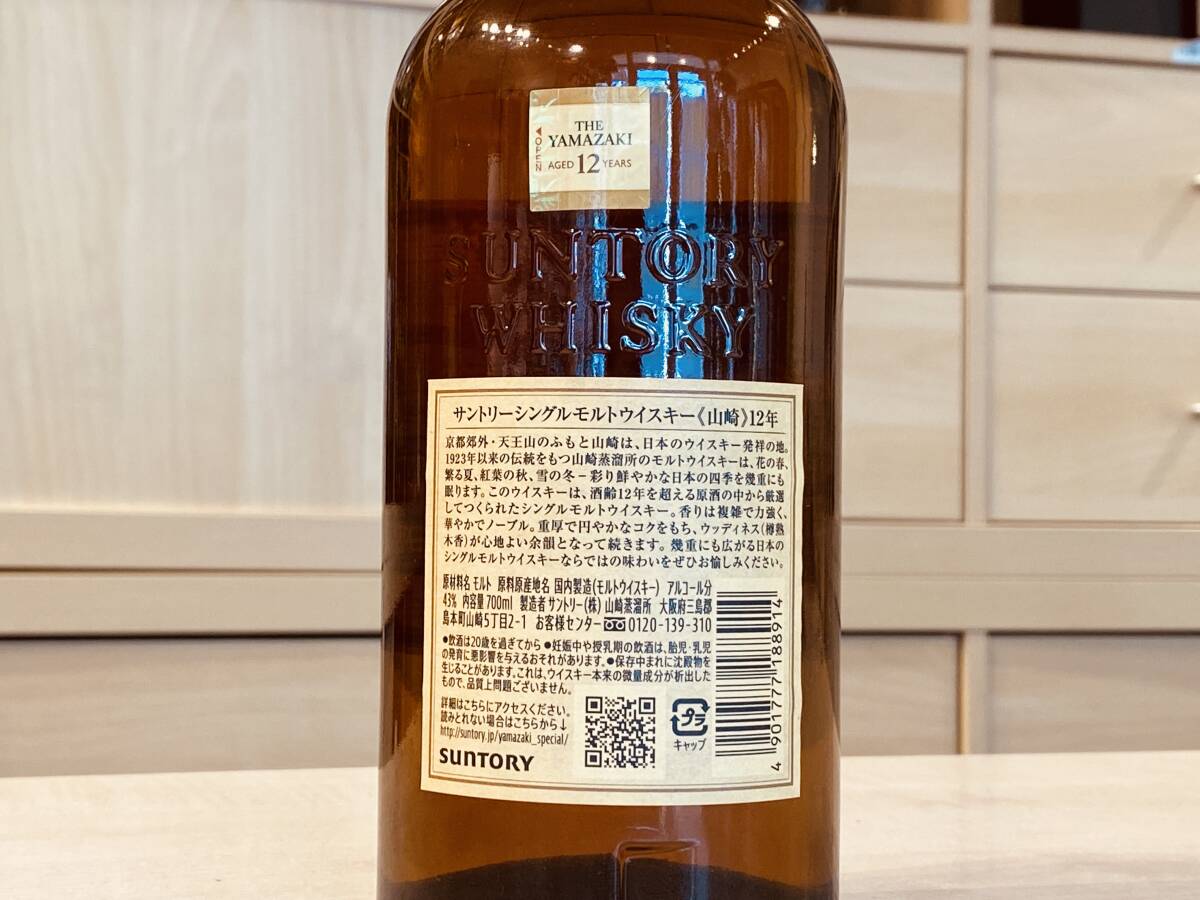 THE
YAMAZAKI
AGED 12 YEARS
◀OPEN
SUNTORY
WHISKY
サントリーシングルモルトウイスキー《山崎》12年
京都郊外・天王山のふもと山崎は、日本のウイスキー発祥の地。
1923年以来の伝統をもつ山崎蒸溜所のモルトウイスキーは、花の春、
繁る夏、紅葉の秋、雪の冬－彩り鮮やかな日本の四季を幾重にも
眠ります。このウイスキーは、酒齢12年を超える原酒の中から厳選
してつくられたシングルモルトウイスキー。香りは複雑で力強く、
華やかでノーブル。重厚で円やかなコクをもち、ウッディネス(樽熟
木香)が心地よい余韻となって続きます。幾重にも広がる日本の
シングルモルトウイスキーならではの味わいをぜひお愉しみください。
原材料名 モルト 原料原産地名 国内製造(モルトウイスキー) アルコール分
43% 内容量 700ml 製造者 サントリー(株) 山崎蒸溜所 大阪府三島郡
島本町山崎5丁目2-1 お客様センター 0120-139-310
●飲酒は20歳を過ぎてから ●妊娠中や授乳期の飲酒は、胎児・乳児
の発育に悪影響を与えるおそれがあります。●保存中まれに沈殿物を
生じることがあります。これは、ウイスキー本来の微量成分が析出した
もので、品質上問題ございません。
詳細はこちらにアクセスください。
読みとれない場合はこちらから↓
http://suntory.jp/yamazaki_special/
SUNTORY
プラ
キャップ
4 901777 188914